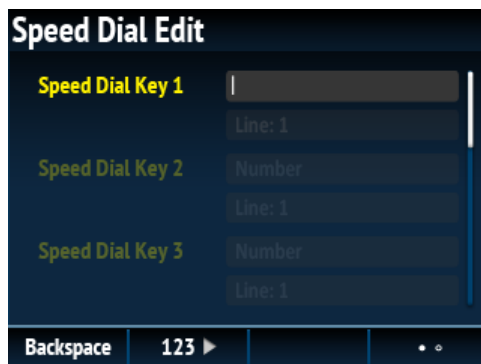 Speed Dial Edit
Speed Dial Key 1
Line: 1
Speed Dial Key 2 Number
Line: 1
Speed Dial Key 3 Number
Line: 1
Backspace 123